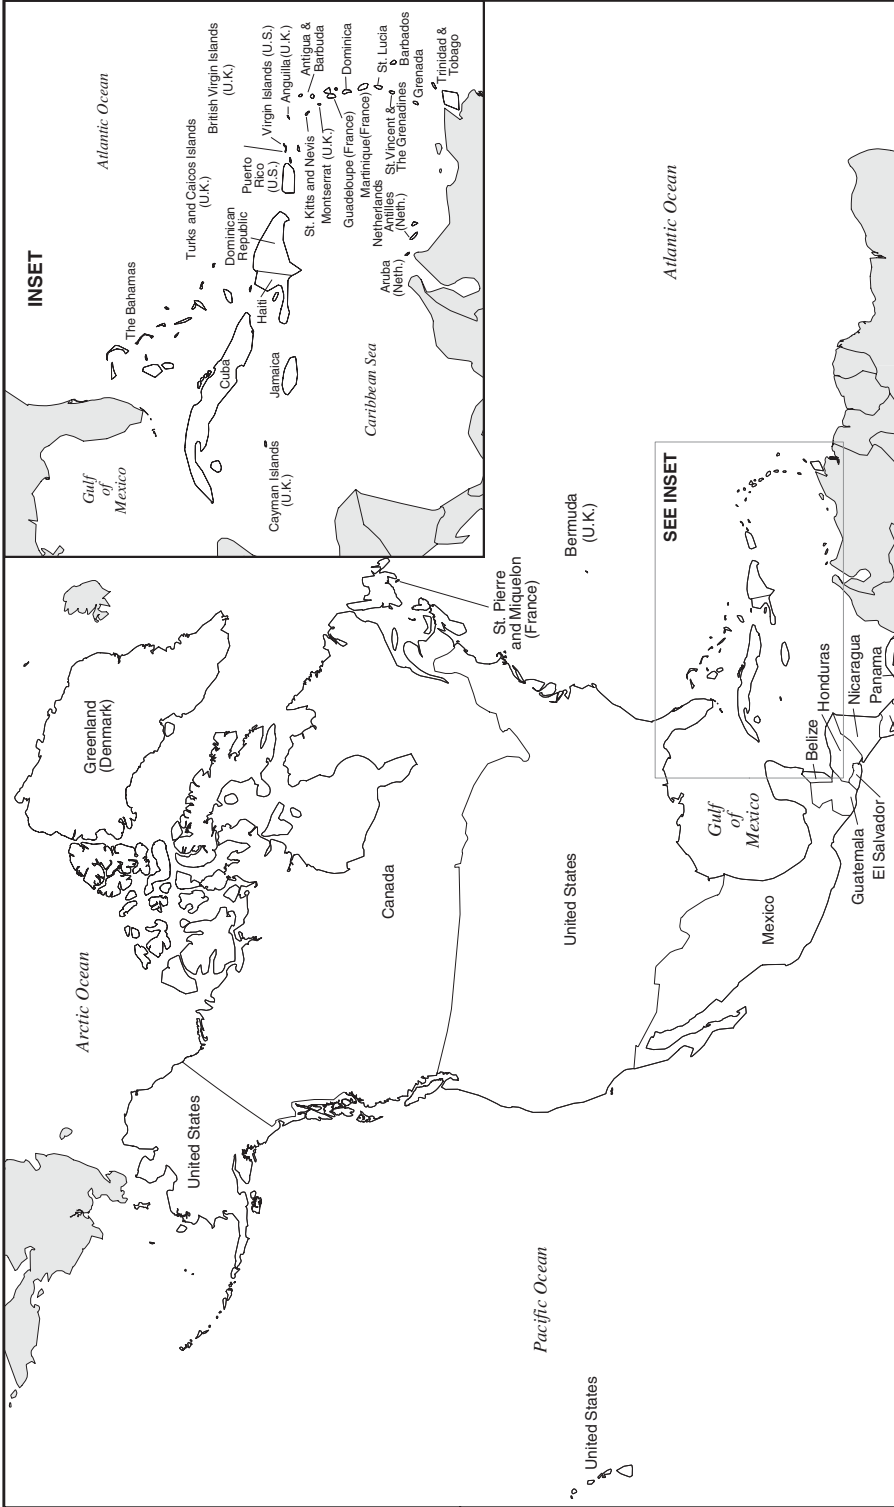 Arctic Ocean
Greenland
(Denmark)
United States
Canada
St. Pierre
and Miquelon
(France)
Bermuda
(U.K.)
United States
Atlantic Ocean
Pacific Ocean
United States
Gulf
of
Mexico
Mexico
SEE INSET
Belize
Honduras
Guatemala
El Salvador
Nicaragua
Panama
INSET
Gulf
of
Mexico
Atlantic Ocean
The Bahamas
Turks and Caicos Islands
(U.K.)
British Virgin Islands
(U.K.)
Cuba
Cayman Islands
(U.K.)
Jamaica
Haiti
Dominican
Republic
Puerto
Rico
(U.S.)
Virgin Islands (U.S.)
Anguilla(U.K.)
Antigua &
Barbuda
St. Kitts and Nevis
Montserrat (U.K.)
Guadeloupe (France)
Dominica
Martinique(France)
St. Lucia
St.Vincent &
The Grenadines
Barbados
Grenada
Netherlands
Antilles
(Neth.)
Aruba
(Neth.)
Trinidad &
Tobago
Caribbean Sea